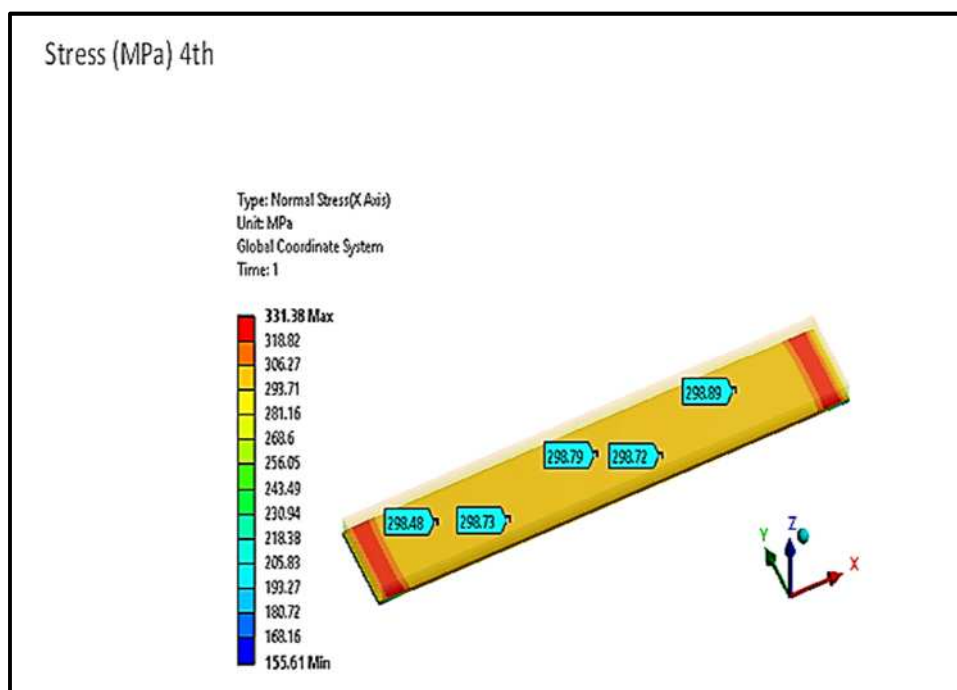 Stress (MPa) 4th
Type: Normal Stress(X Axis)
Unit: MPa
Global Coordinate System
Time: 1
331.38 Max
318.82
306.27
293.71
281.16
268.6
256.05
243.49
230.94
218.38
205.83
193.27
180.72
168.16
155.61 Min
298.89
298.79
298.72
298.48
298.73
Y
Z
X